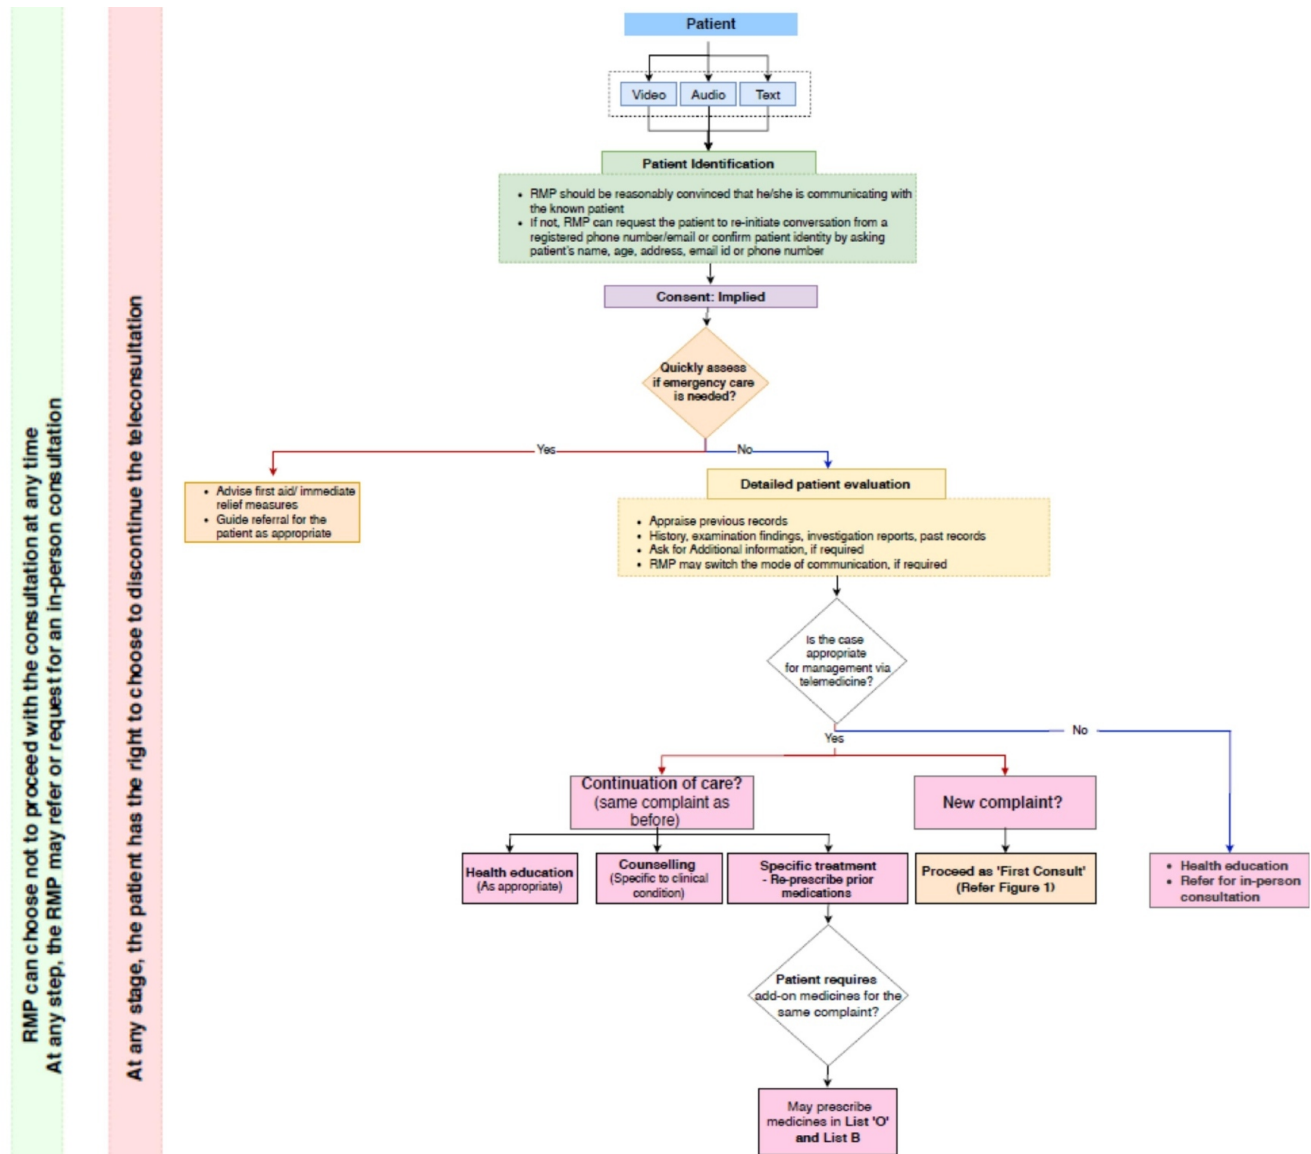 RMP can choose not to proceed with the consultation at any time
At any step, the RMP may refer or request for an in-person consultation
At any stage, the patient has the right to choose to discontinue the teleconsultation
Patient
Video
Audio
Text
Patient Identification
• RMP should be reasonably convinced that he/she is communicating with
the known patient
• If not, RMP can request the patient to re-initiate conversation from a
registered phone number/email or confirm patient identity by asking
patient's name, age, address, email id or phone number
Consent: Implied
Quickly assess
if emergency care
is needed?
Yes
No
• Advise first aid/ immediate
relief measures
• Guide referral for the
patient as appropriate
Detailed patient evaluation
• Appraise previous records
• History, examination findings, investigation reports, past records
• Ask for Additional information, if required
• RMP may switch the mode of communication, if required
Is the case
appropriate
for management via
telemedicine?
Yes
No
Continuation of care?
(same complaint as
before)
New complaint?
Health education
(As appropriate)
Counselling
(Specific to clinical
condition)
Specific treatment
- Re-prescribe prior
medications
Proceed as 'First Consult'
(Refer Figure 1)
• Health education
• Refer for in-person
consultation
Patient requires
add-on medicines for the
same complaint?
May prescribe
medicines in List 'O'
and List B